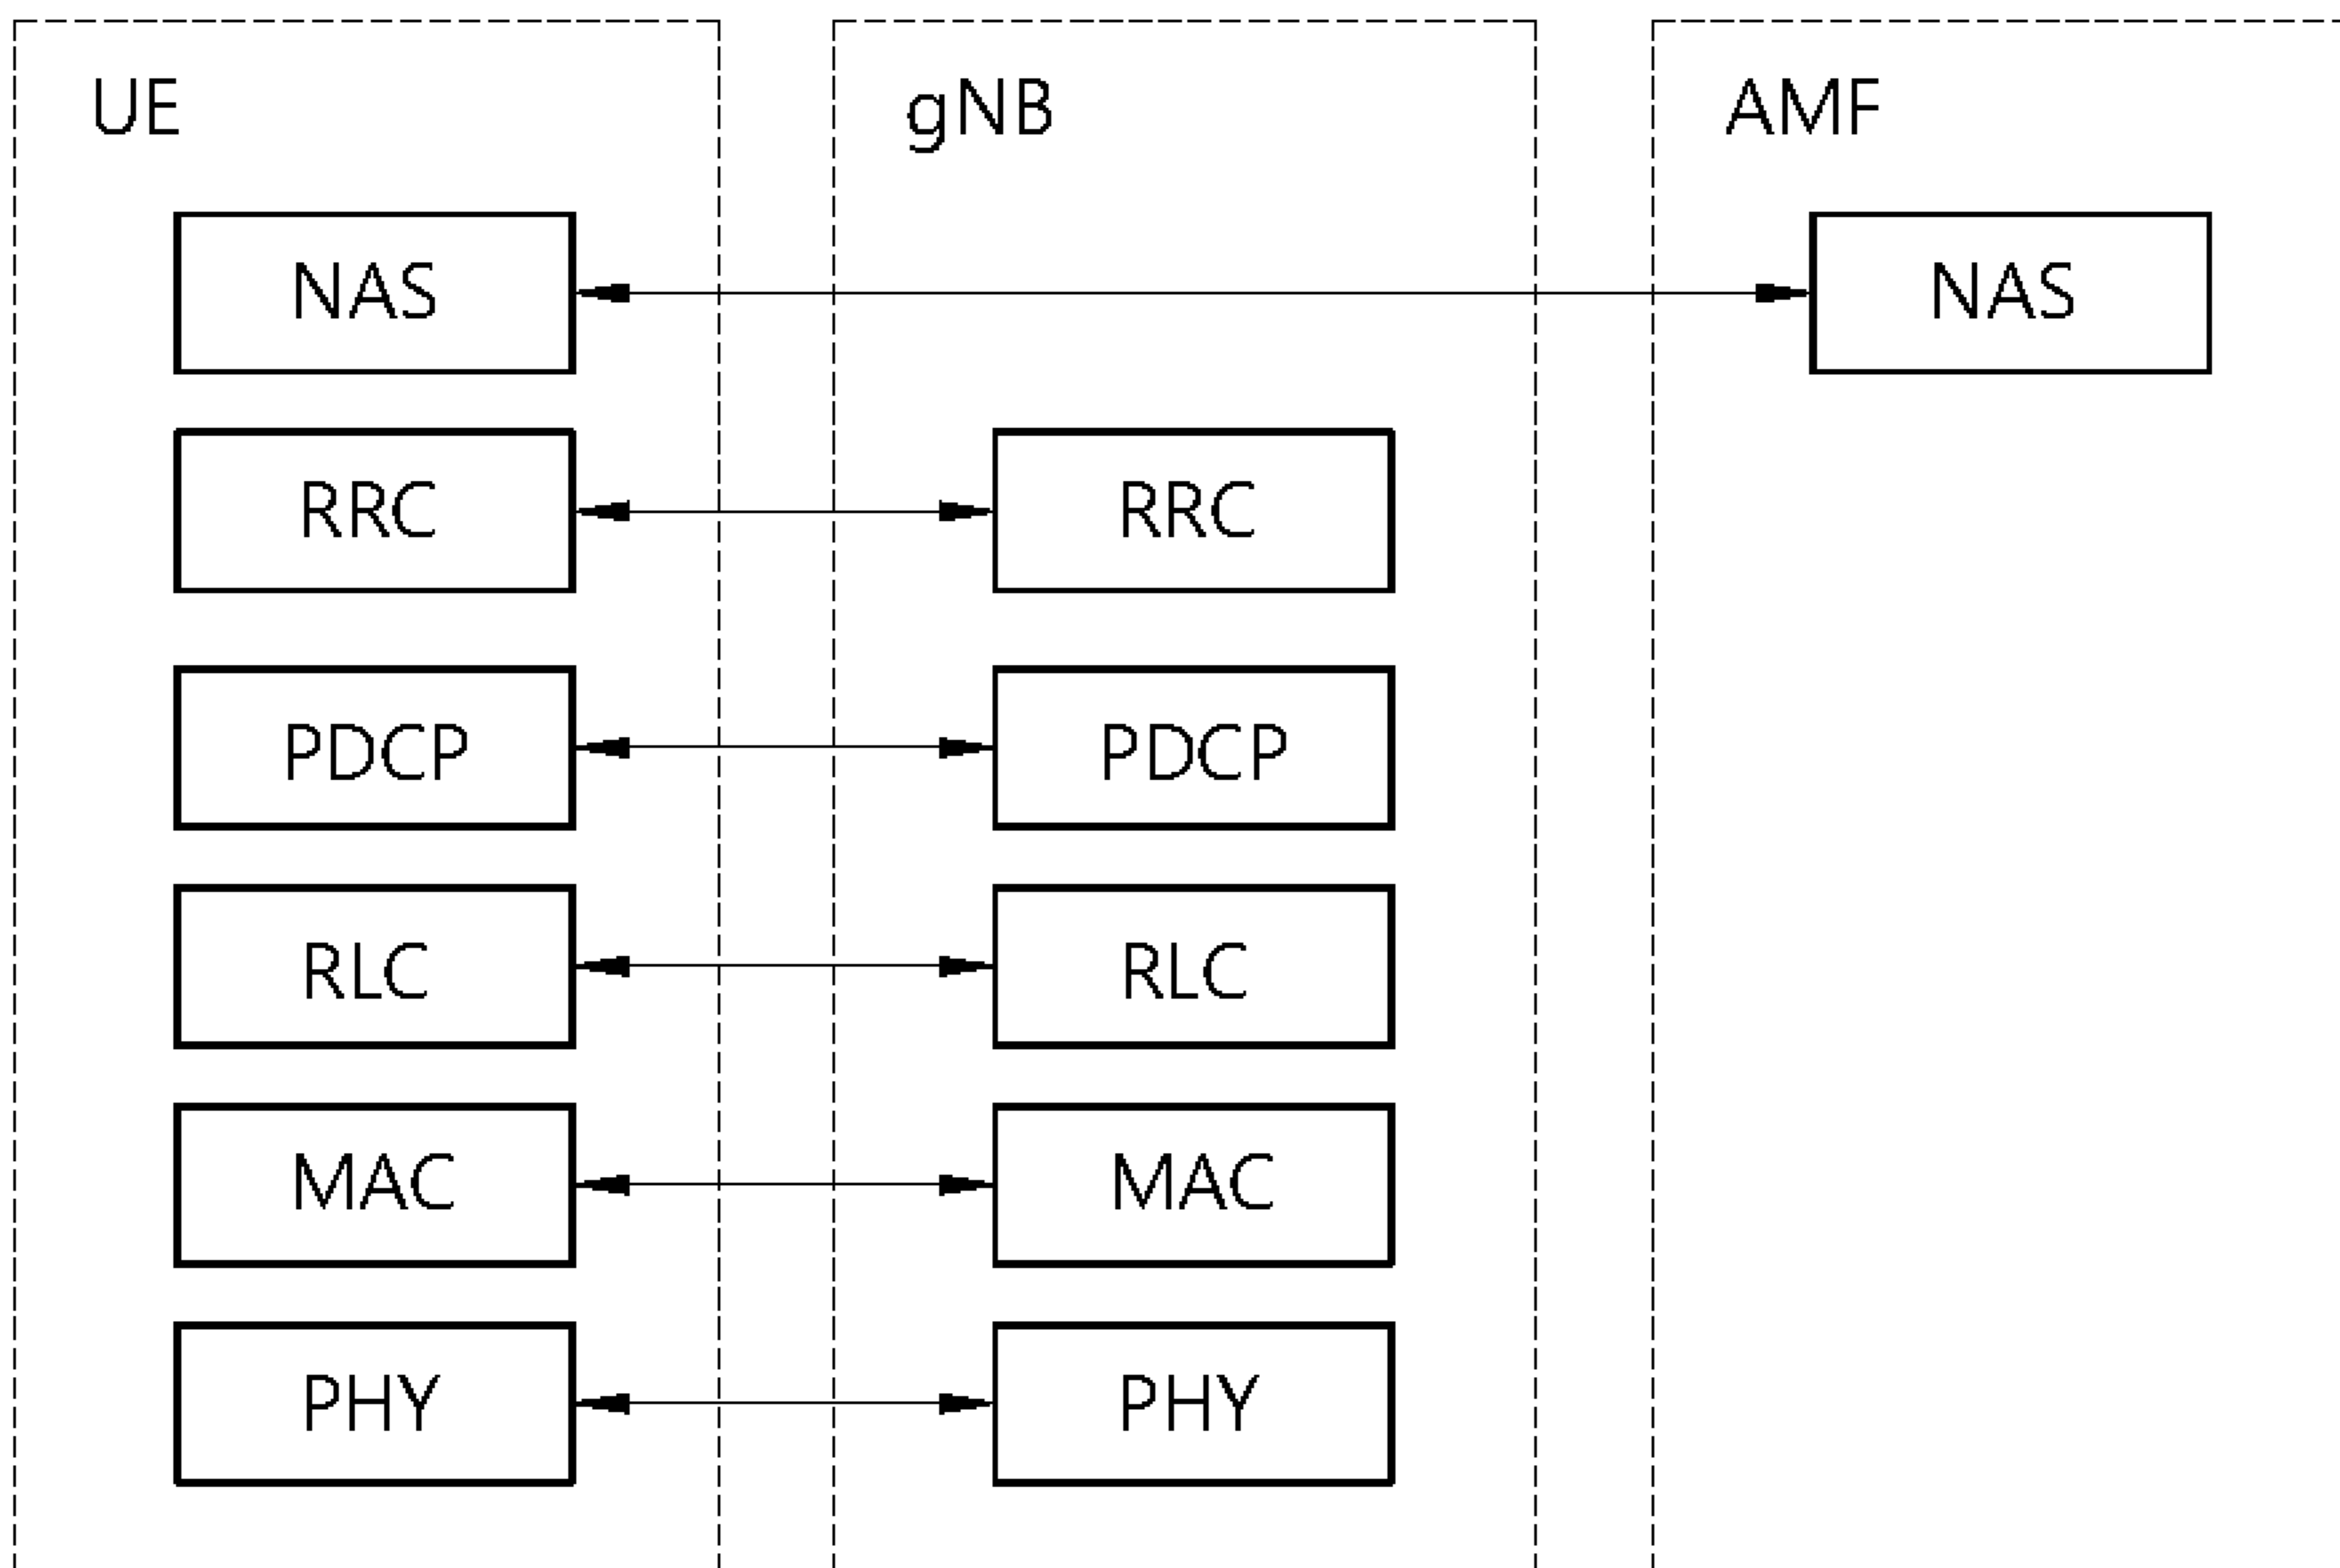 UE gNB AMF
NAS NAS
RRC RRC
PDCP PDCP
RLC RLC
MAC MAC
PHY PHY